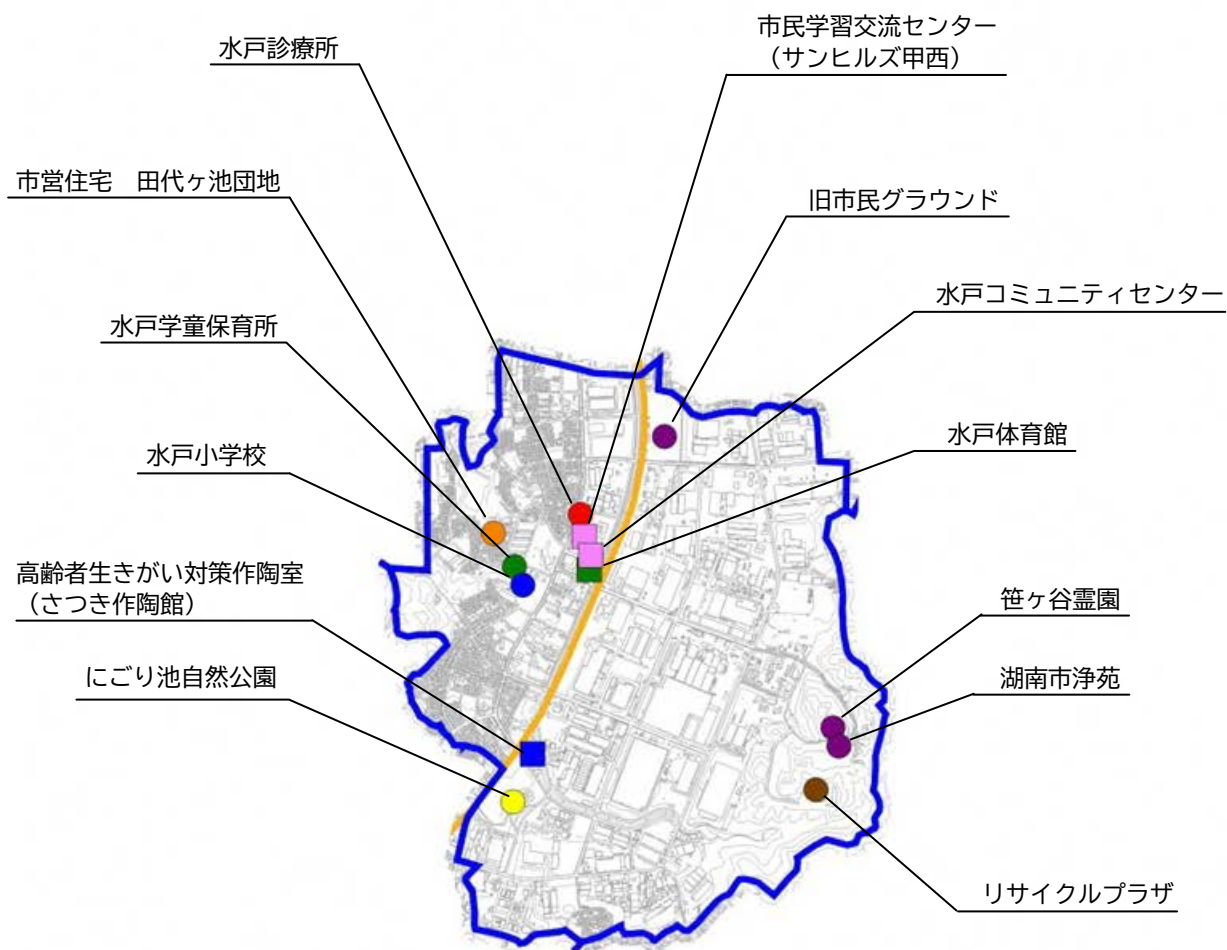 水戸診療所
市民学習交流センター
（サンヒルズ甲西）
市営住宅　田代ヶ池団地
旧市民グラウンド
水戸コミュニティセンター
水戸学童保育所
水戸体育館
水戸小学校
高齢者生きがい対策作陶室
（さつき作陶館）
笹ヶ谷霊園
にごり池自然公園
湖南市浄苑
リサイクルプラザ